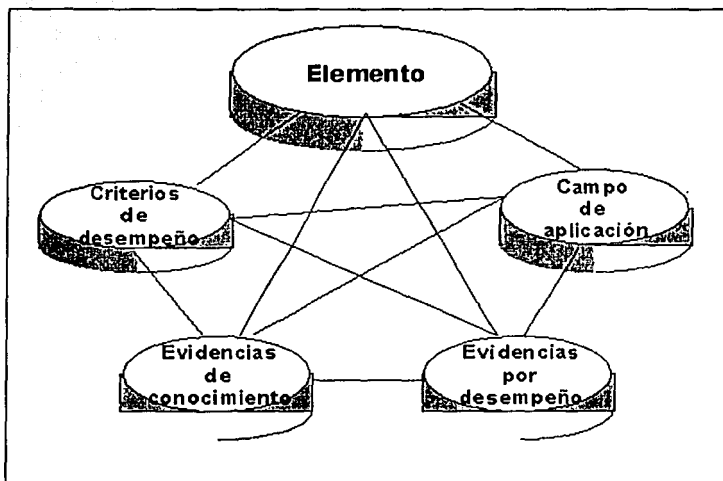 Elemento
Criterios
de
desempeño
Campo
de
aplicación
Evidencias
de
conocimiento
Evidencias
por
desempeño